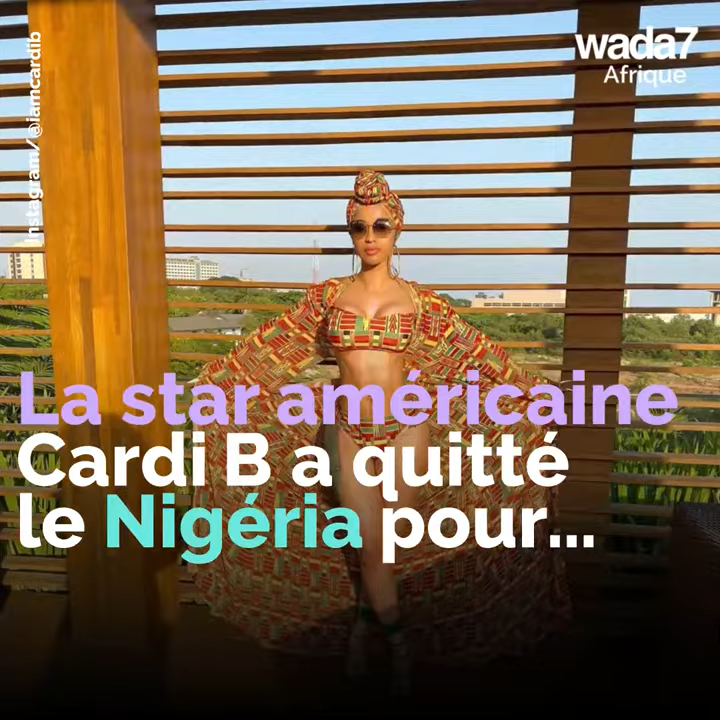 Instagram/@iamcardib
wada7
Afrique
La star américaine
Cardi B a quitté
le Nigéria pour...